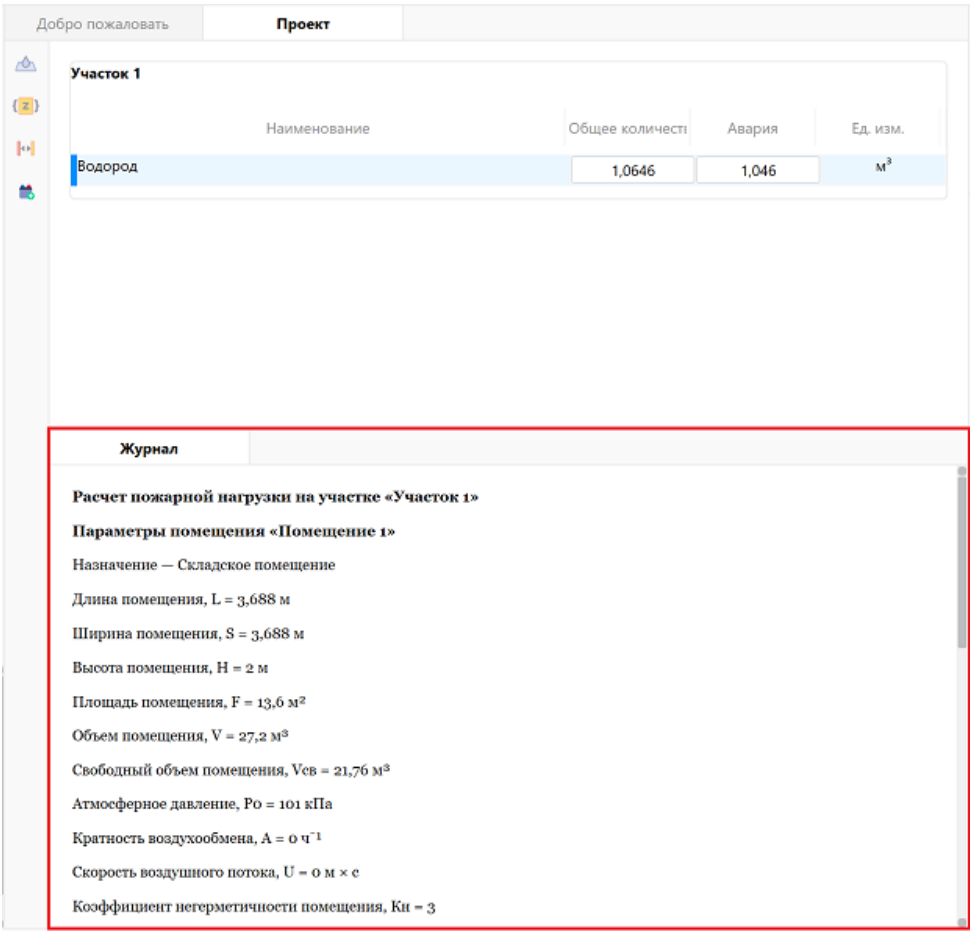 Добро пожаловать Проект
Участок 1
Наименование Общее количеств Авария Ед. изм.
Водород 1,0646 1,046 м³
Журнал
Расчет пожарной нагрузки на участке «Участок 1»
Параметры помещения «Помещение 1»
Назначение — Складское помещение
Длина помещения, L = 3,688 м
Ширина помещения, S = 3,688 м
Высота помещения, H = 2 м
Площадь помещения, F = 13,6 м²
Объем помещения, V = 27,2 м³
Свободный объем помещения, Vсв = 21,76 м³
Атмосферное давление, P0 = 101 кПа
Кратность воздухообмена, A = 0 ч⁻¹
Скорость воздушного потока, U = 0 м × с
Коэффициент негерметичности помещения, Кн = 3